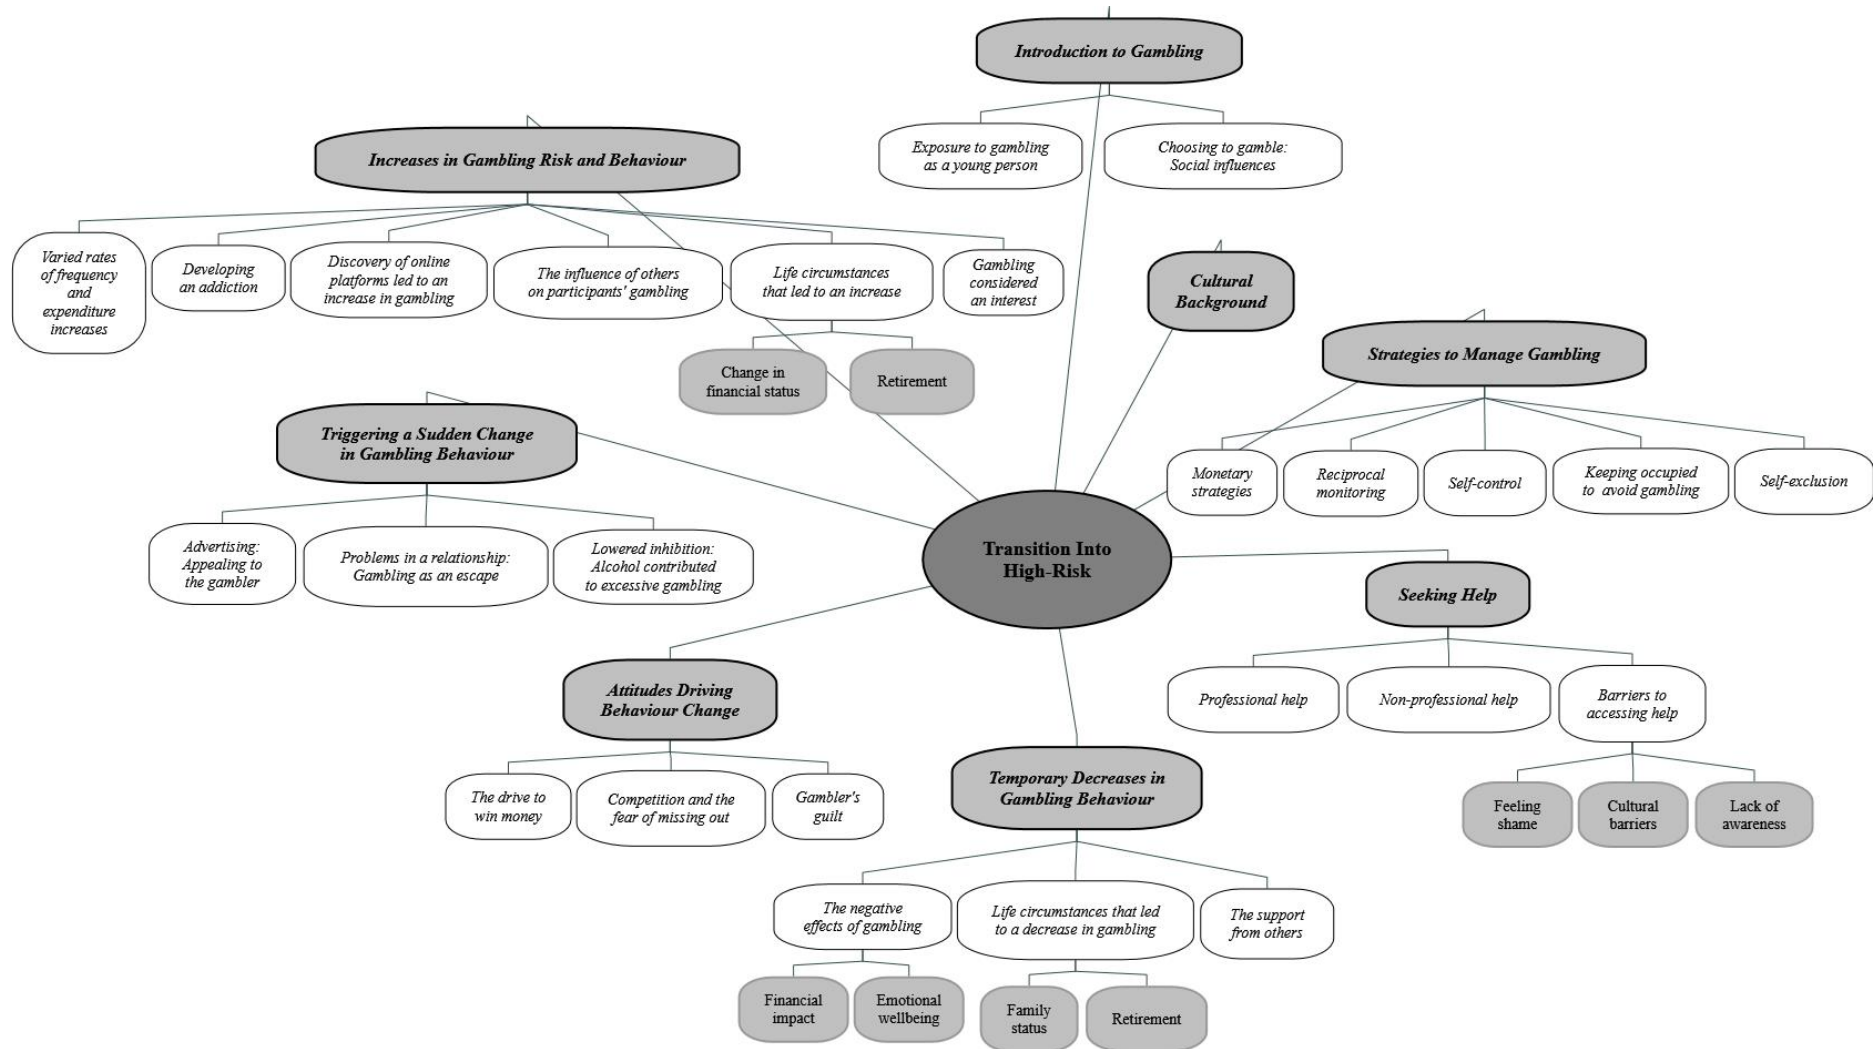 Introduction to Gambling
Exposure to gambling
as a young person
Choosing to gamble:
Social influences
Increases in Gambling Risk and Behaviour
Varied rates
of frequency
and
expenditure
increases
Developing
an addiction
Discovery of online
platforms led to an
increase in gambling
The influence of others
on participants' gambling
Life circumstances
that led to an increase
Gambling
considered
an interest
Change in
financial status
Retirement
Cultural
Background
Strategies to Manage Gambling
Monetary
strategies
Reciprocal
monitoring
Self-control
Keeping occupied
to avoid gambling
Self-exclusion
Triggering a Sudden Change
in Gambling Behaviour
Advertising:
Appealing to
the gambler
Problems in a relationship:
Gambling as an escape
Lowered inhibition:
Alcohol contributed
to excessive gambling
Transition Into
High-Risk
Seeking Help
Professional help
Non-professional help
Barriers to
accessing help
Feeling
shame
Cultural
barriers
Lack of
awareness
Attitudes Driving
Behaviour Change
The drive to
win money
Competition and the
fear of missing out
Gambler's
guilt
Temporary Decreases in
Gambling Behaviour
The negative
effects of gambling
Life circumstances that led
to a decrease in gambling
The support
from others
Financial
impact
Emotional
wellbeing
Family
status
Retirement